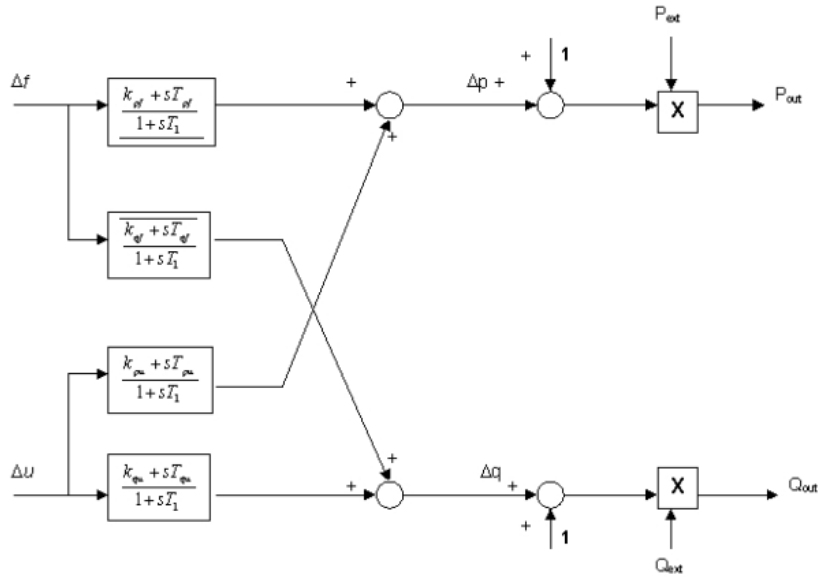 P_ext
+ 1
Δf
k_pf + sT_pf
1 + sT_1
+
Δp +
X
P_out
+
k_qf + sT_qf
1 + sT_1
k_pu + sT_pu
1 + sT_1
+
Δu
k_qu + sT_qu
1 + sT_1
+
Δq
+
X
Q_out
+ 1
Q_ext